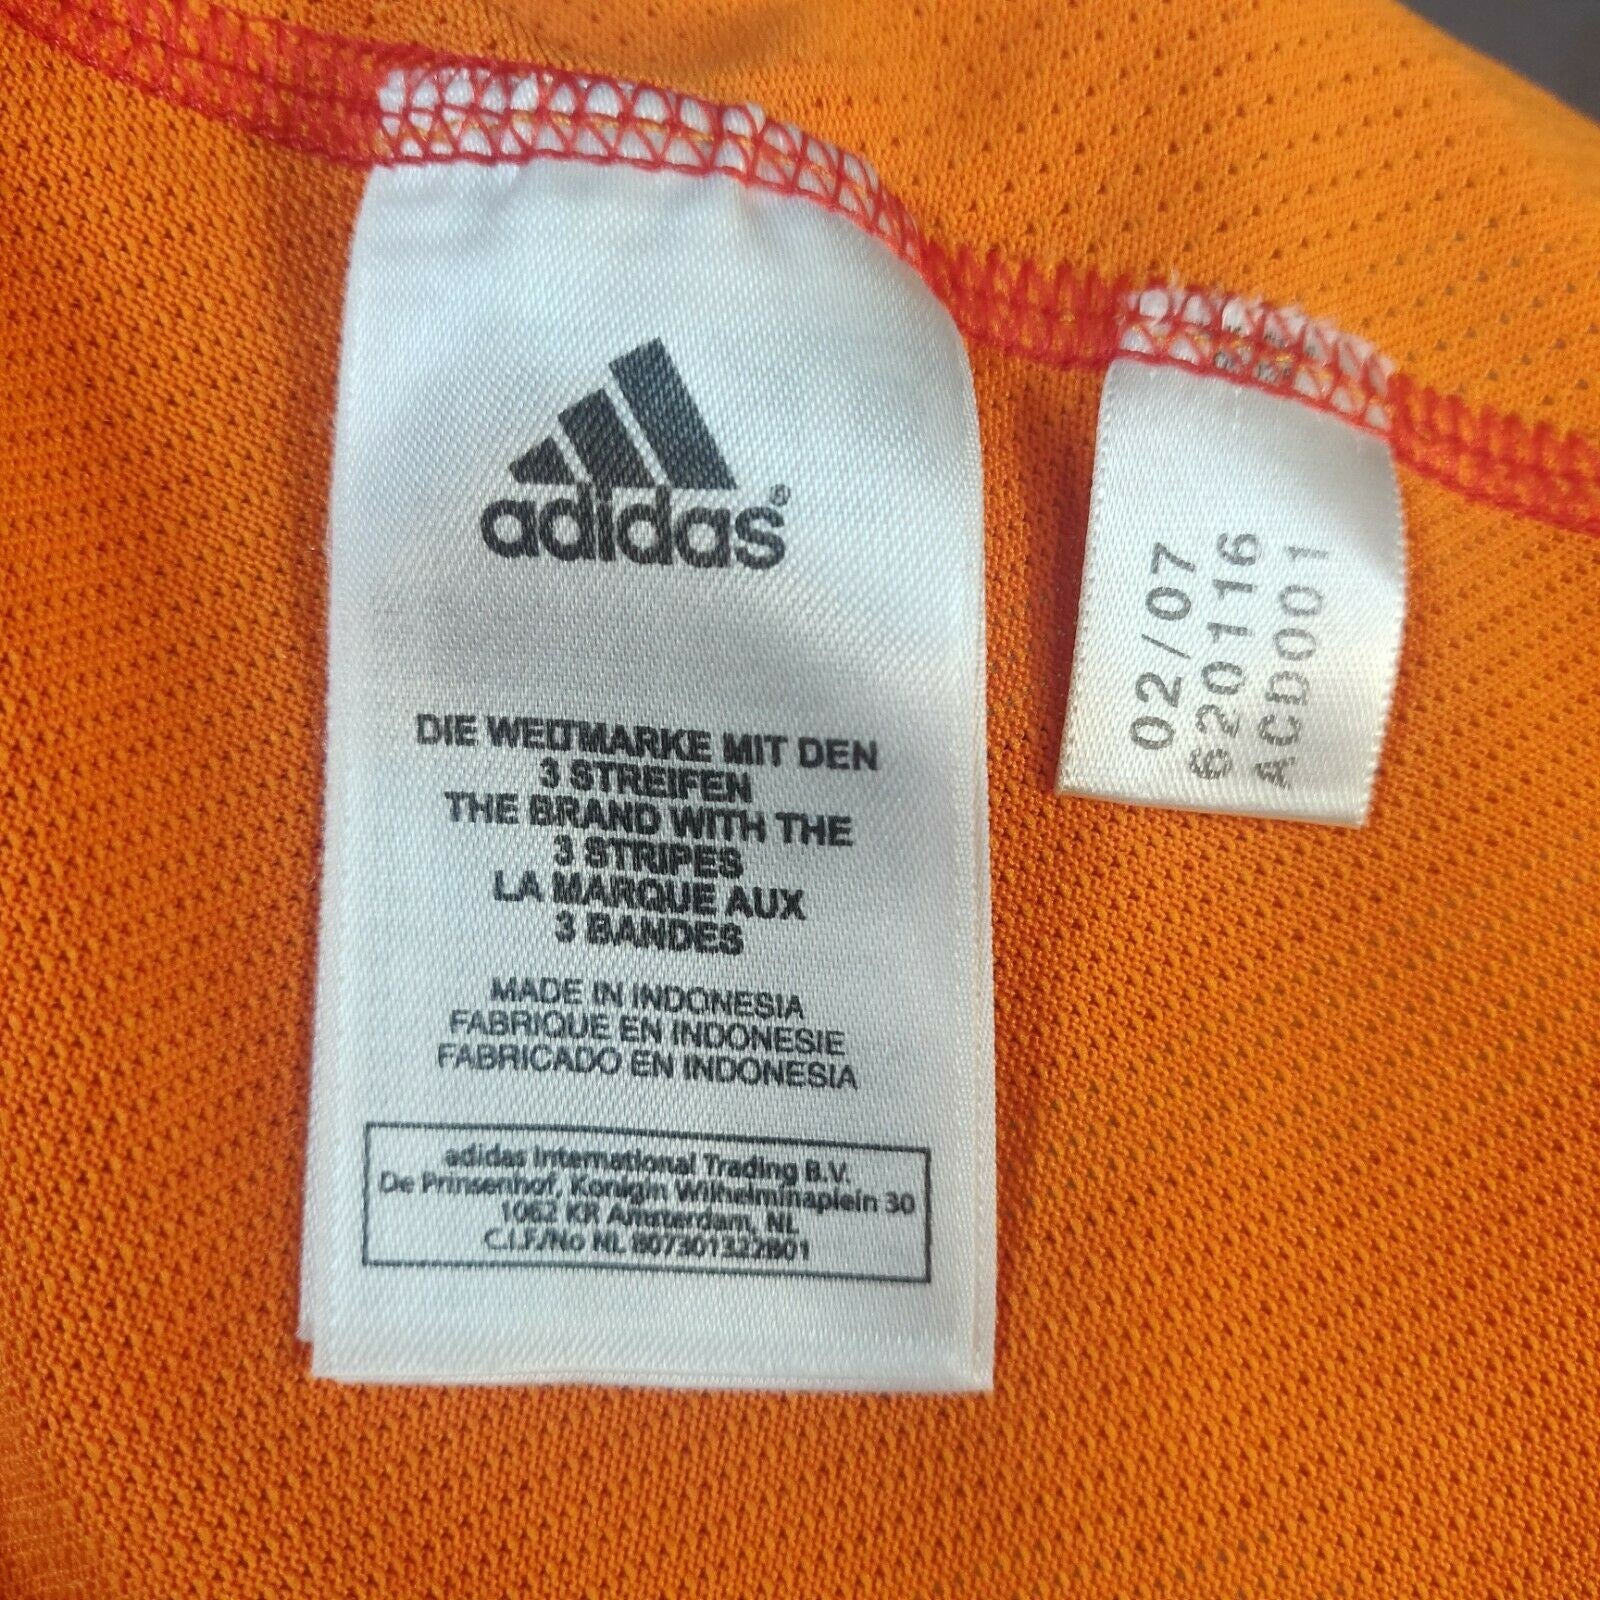 adidas®
DIE WELTMARKE MIT DEN
3 STREIFEN
THE BRAND WITH THE
3 STRIPES
LA MARQUE AUX
3 BANDES
MADE IN INDONESIA
FABRIQUE EN INDONESIE
FABRICADO EN INDONESIA
adidas International Trading B.V.
De Prinsenhof, Konigin Wilhelminaplein 30
1062 KR Amsterdam, NL
C.I.F./No NL 807301322B01
02/07
620116
ACD001